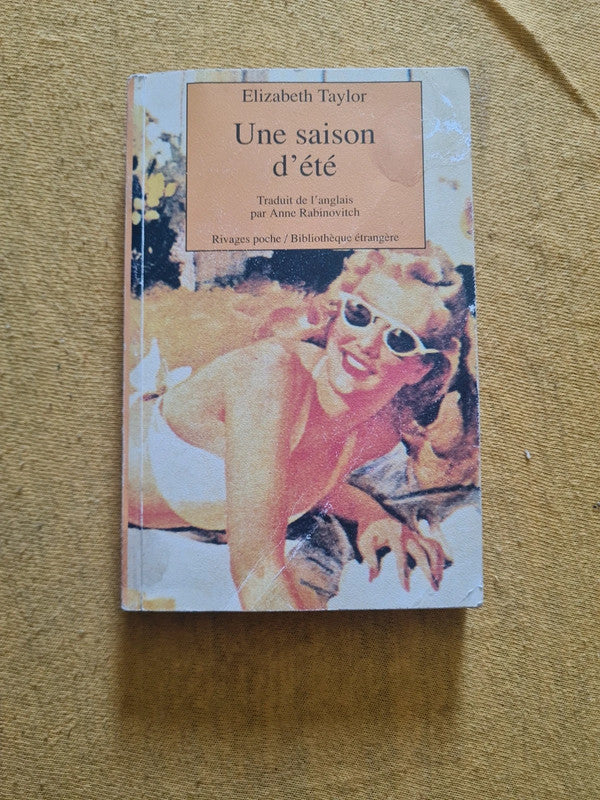 Elizabeth Taylor
Une saison
d'été
Traduit de l'anglais
par Anne Rabinovitch
Rivages poche / Bibliothèque étrangère